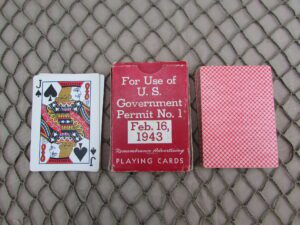 J
For Use of
U. S.
Government
Permit No. 1
Feb. 16,
1943
Remembrance Advertising
PLAYING CARDS
J